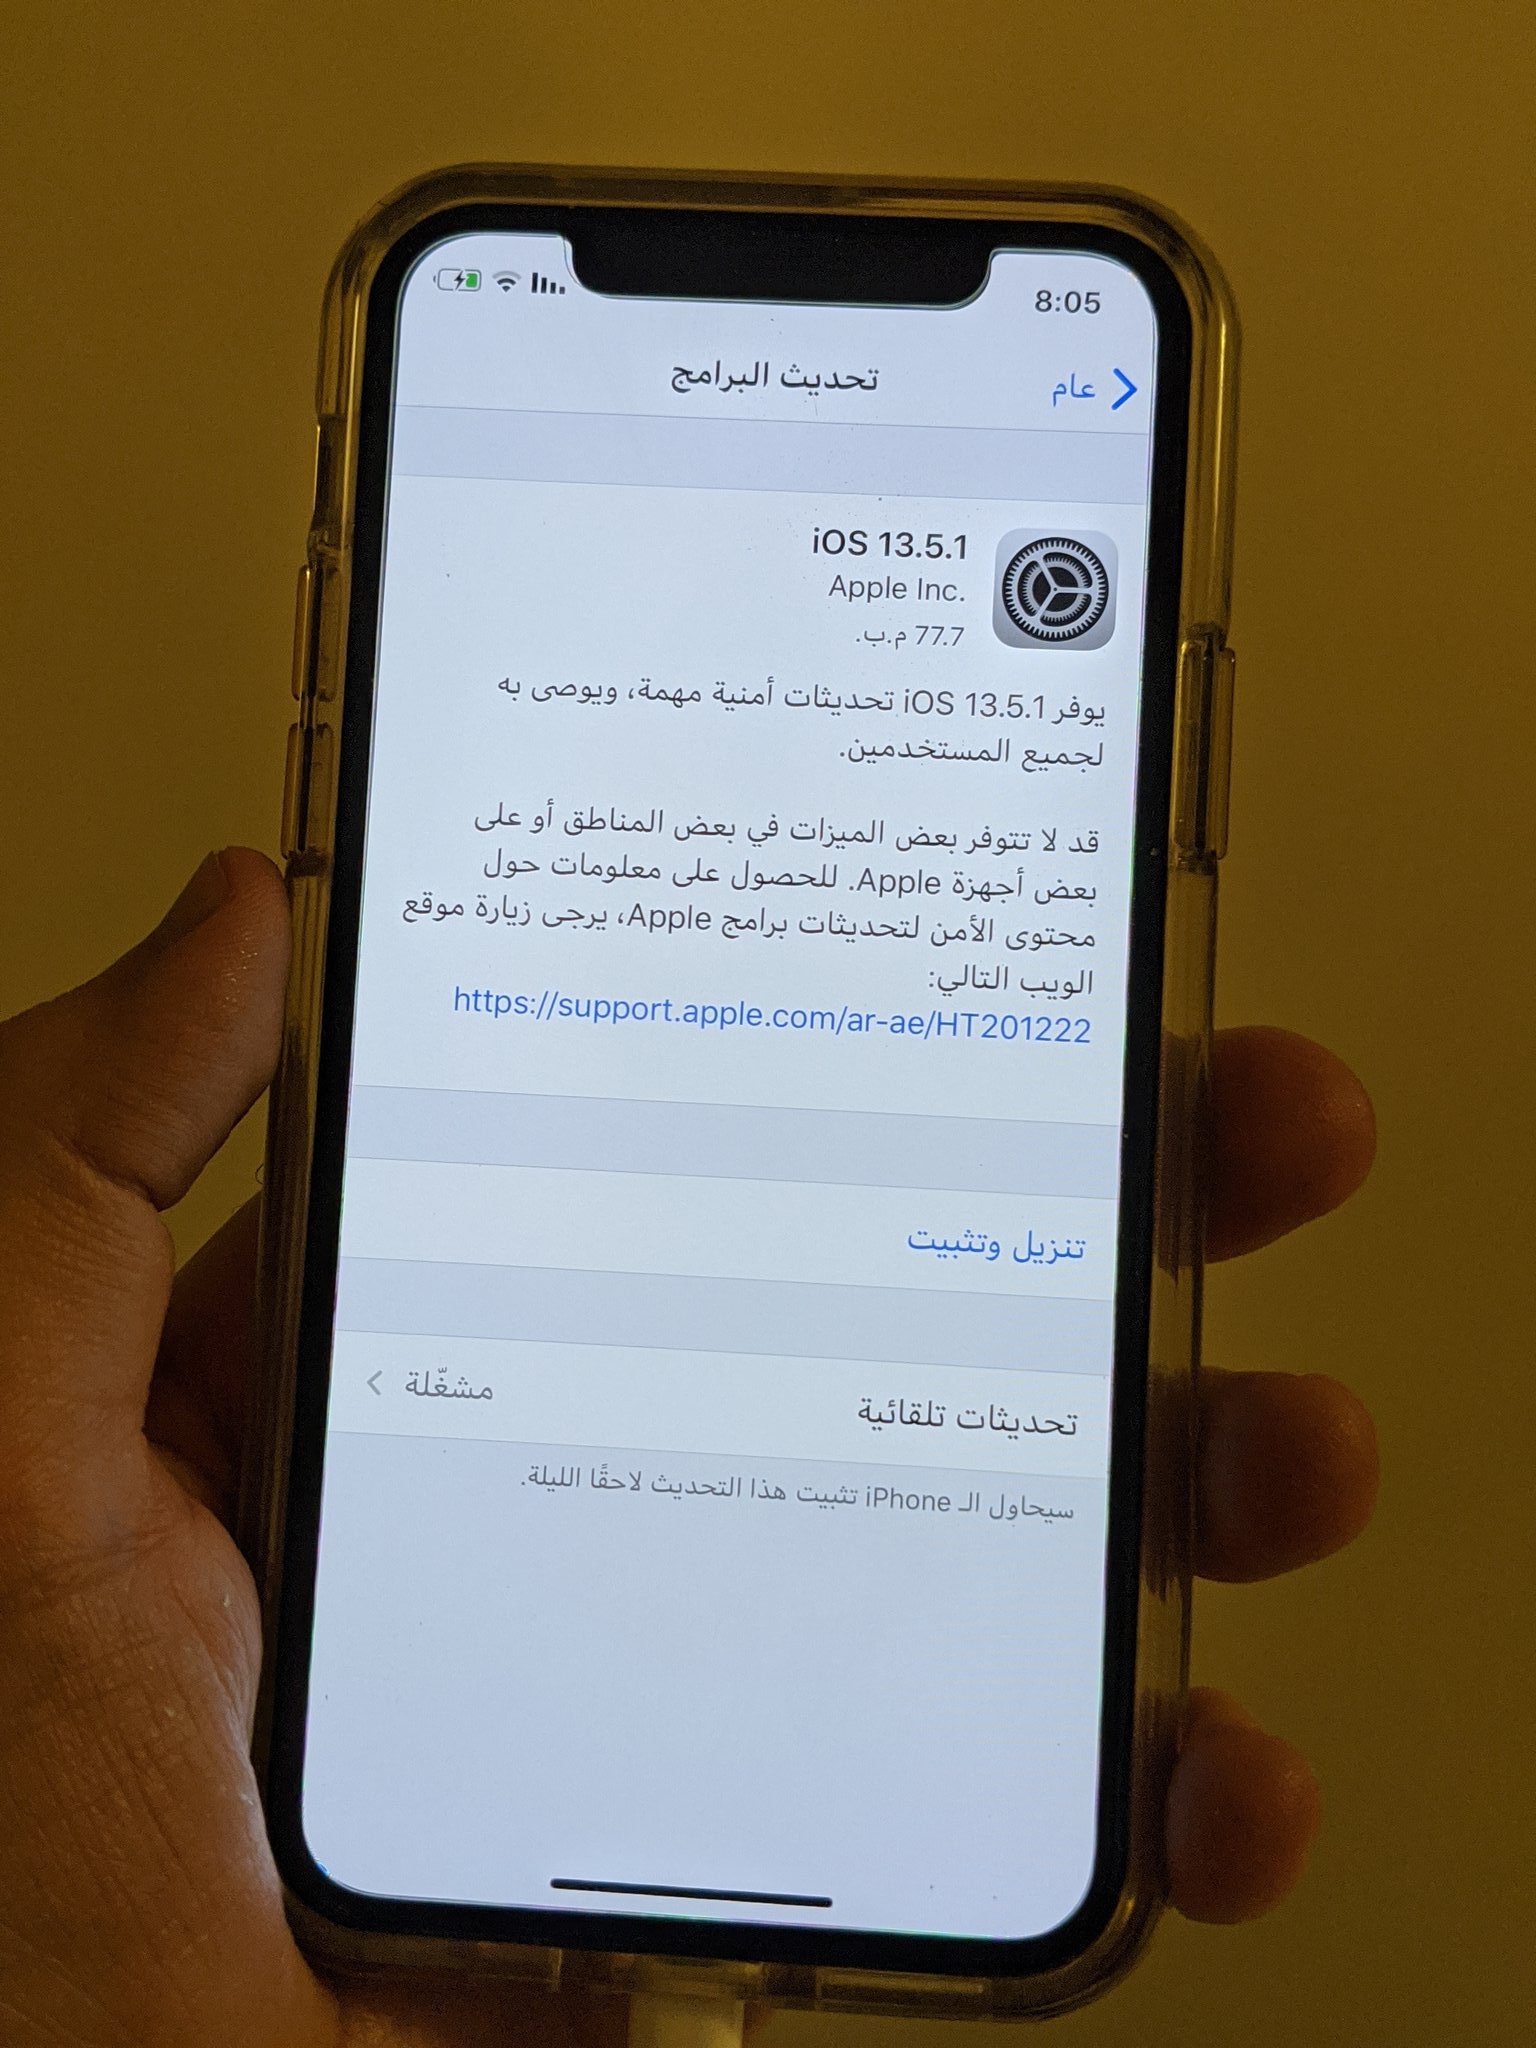 8:05
عام
تحديث البرامج
iOS 13.5.1
Apple Inc.
77.7 م.ب.
يوفر iOS 13.5.1 تحديثات أمنية مهمة، ويوصى به
لجميع المستخدمين.
قد لا تتوفر بعض الميزات في بعض المناطق أو على
بعض أجهزة Apple. للحصول على معلومات حول
محتوى الأمن لتحديثات برامج Apple، يرجى زيارة موقع
الويب التالي:
https://support.apple.com/ar-ae/HT201222
تنزيل وتثبيت
تحديثات تلقائية مشغّلة
سيحاول الـ iPhone تثبيت هذا التحديث لاحقًا الليلة.